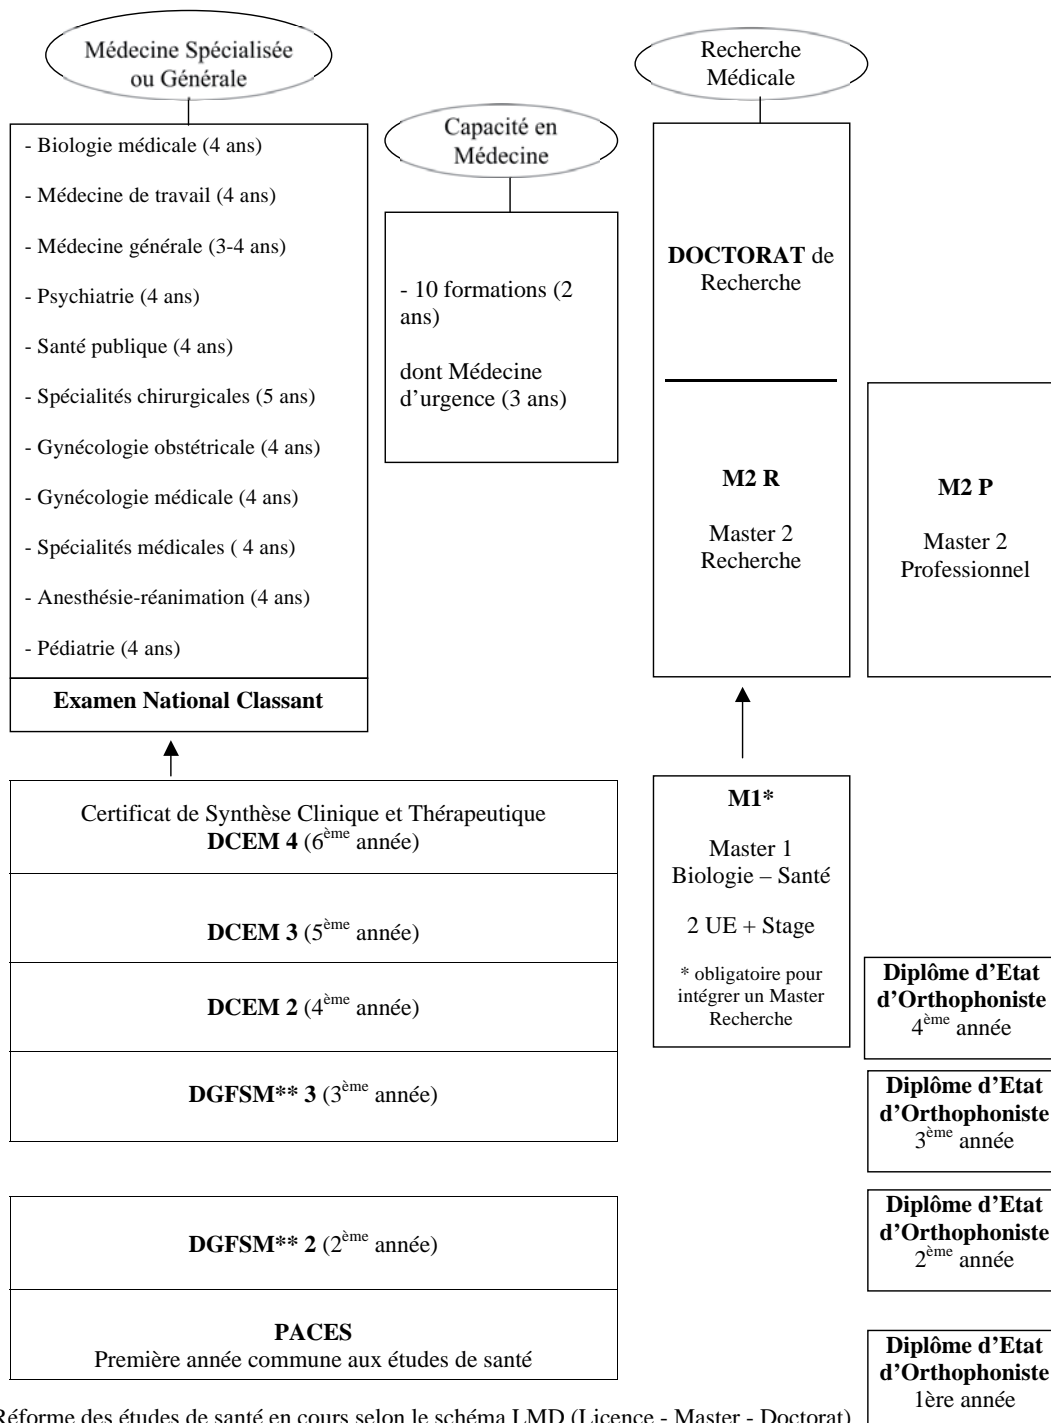 Médecine Spécialisée
ou Générale
- Biologie médicale (4 ans)
- Médecine de travail (4 ans)
- Médecine générale (3-4 ans)
- Psychiatrie (4 ans)
- Santé publique (4 ans)
- Spécialités chirurgicales (5 ans)
- Gynécologie obstétricale (4 ans)
- Gynécologie médicale (4 ans)
- Spécialités médicales ( 4 ans)
- Anesthésie-réanimation (4 ans)
- Pédiatrie (4 ans)
Examen National Classant
Capacité en
Médecine
- 10 formations (2
ans)
dont Médecine
d’urgence (3 ans)
Recherche
Médicale
DOCTORAT de
Recherche
M2 R
Master 2
Recherche
M2 P
Master 2
Professionnel
Certificat de Synthèse Clinique et Thérapeutique
DCEM 4 (6ème année)
DCEM 3 (5ème année)
DCEM 2 (4ème année)
DGFSM** 3 (3ème année)
DGFSM** 2 (2ème année)
PACES
Première année commune aux études de santé
M1*
Master 1
Biologie – Santé
2 UE + Stage
* obligatoire pour
intégrer un Master
Recherche
Diplôme d’Etat
d’Orthophoniste
4ème année
Diplôme d’Etat
d’Orthophoniste
3ème année
Diplôme d’Etat
d’Orthophoniste
2ème année
Diplôme d’Etat
d’Orthophoniste
1ère année
Réforme des études de santé en cours selon le schéma LMD (Licence - Master - Doctorat)